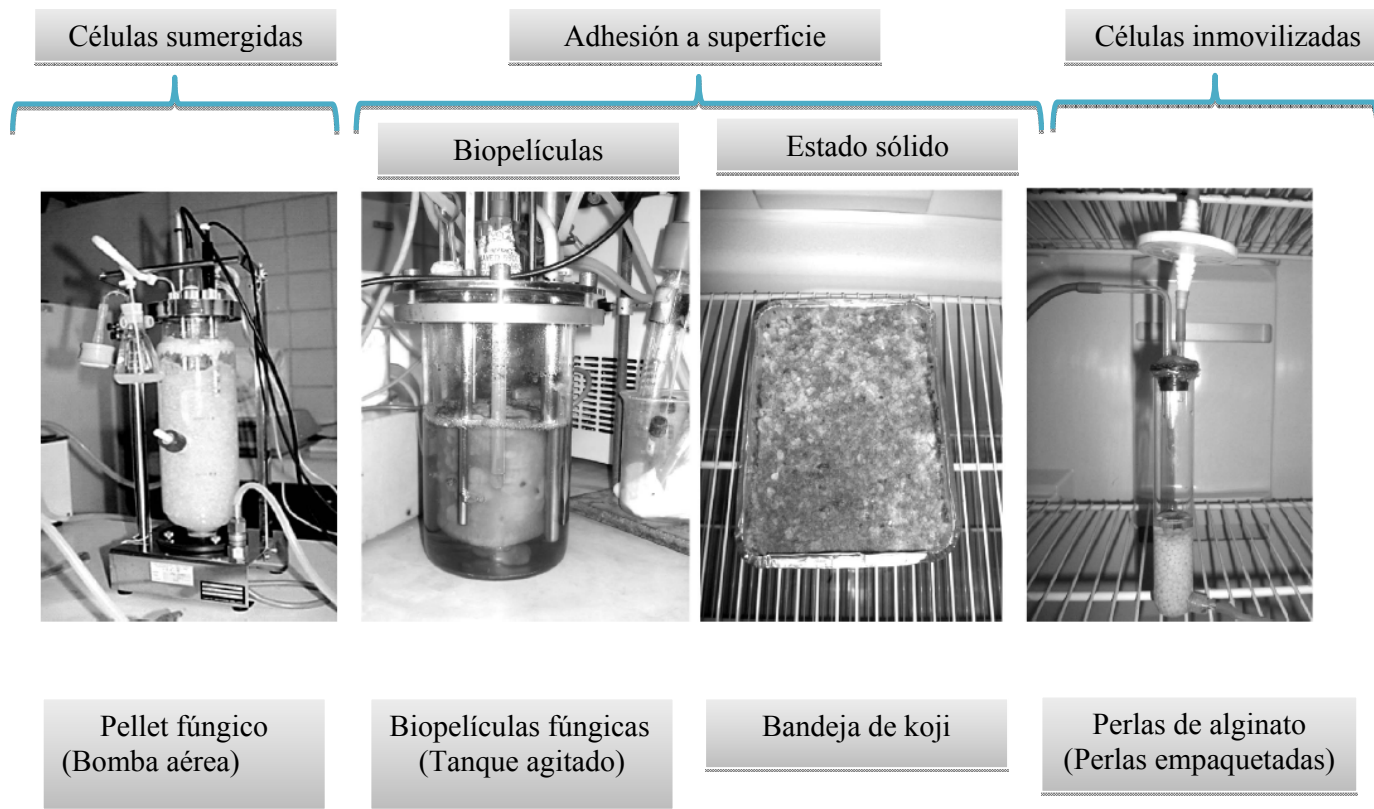 Células sumergidas
Adhesión a superficie
Células inmovilizadas
Biopelículas
Estado sólido
Pellet fúngico
(Bomba aérea)
Biopelículas fúngicas
(Tanque agitado)
Bandeja de koji
Perlas de alginato
(Perlas empaquetadas)